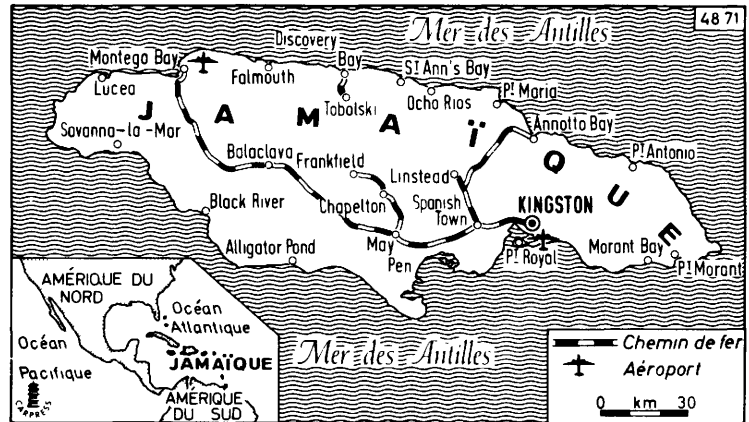 48 71
Mer des Antilles
Discovery
Bay
Montego Bay
Falmouth
St Ann's Bay
Lucea
Tobolski
Ocho Rios
Pt Maria
JAMAÏQUE
Savanna-la-Mar
Annotto Bay
Balaclava
Frankfield
Linstead
Pt Antonio
Black River
Chapelton
Spanish
Town
KINGSTON
Alligator Pond
May
Pen
Pt Royal
Morant Bay
Pt Morant
AMÉRIQUE DU
NORD
Océan
Atlantique
Océan
Pacifique
JAMAÏQUE
AMÉRIQUE
DU SUD
CARPRESS
Mer des Antilles
Chemin de fer
Aéroport
0 km 30